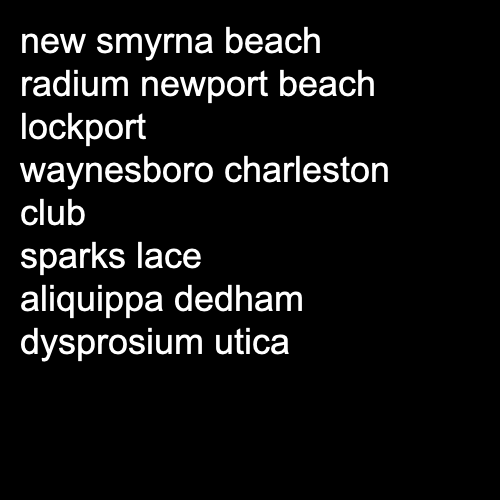 new smyrna beach
radium newport beach
lockport
waynesboro charleston
club
sparks lace
aliquippa dedham
dysprosium utica